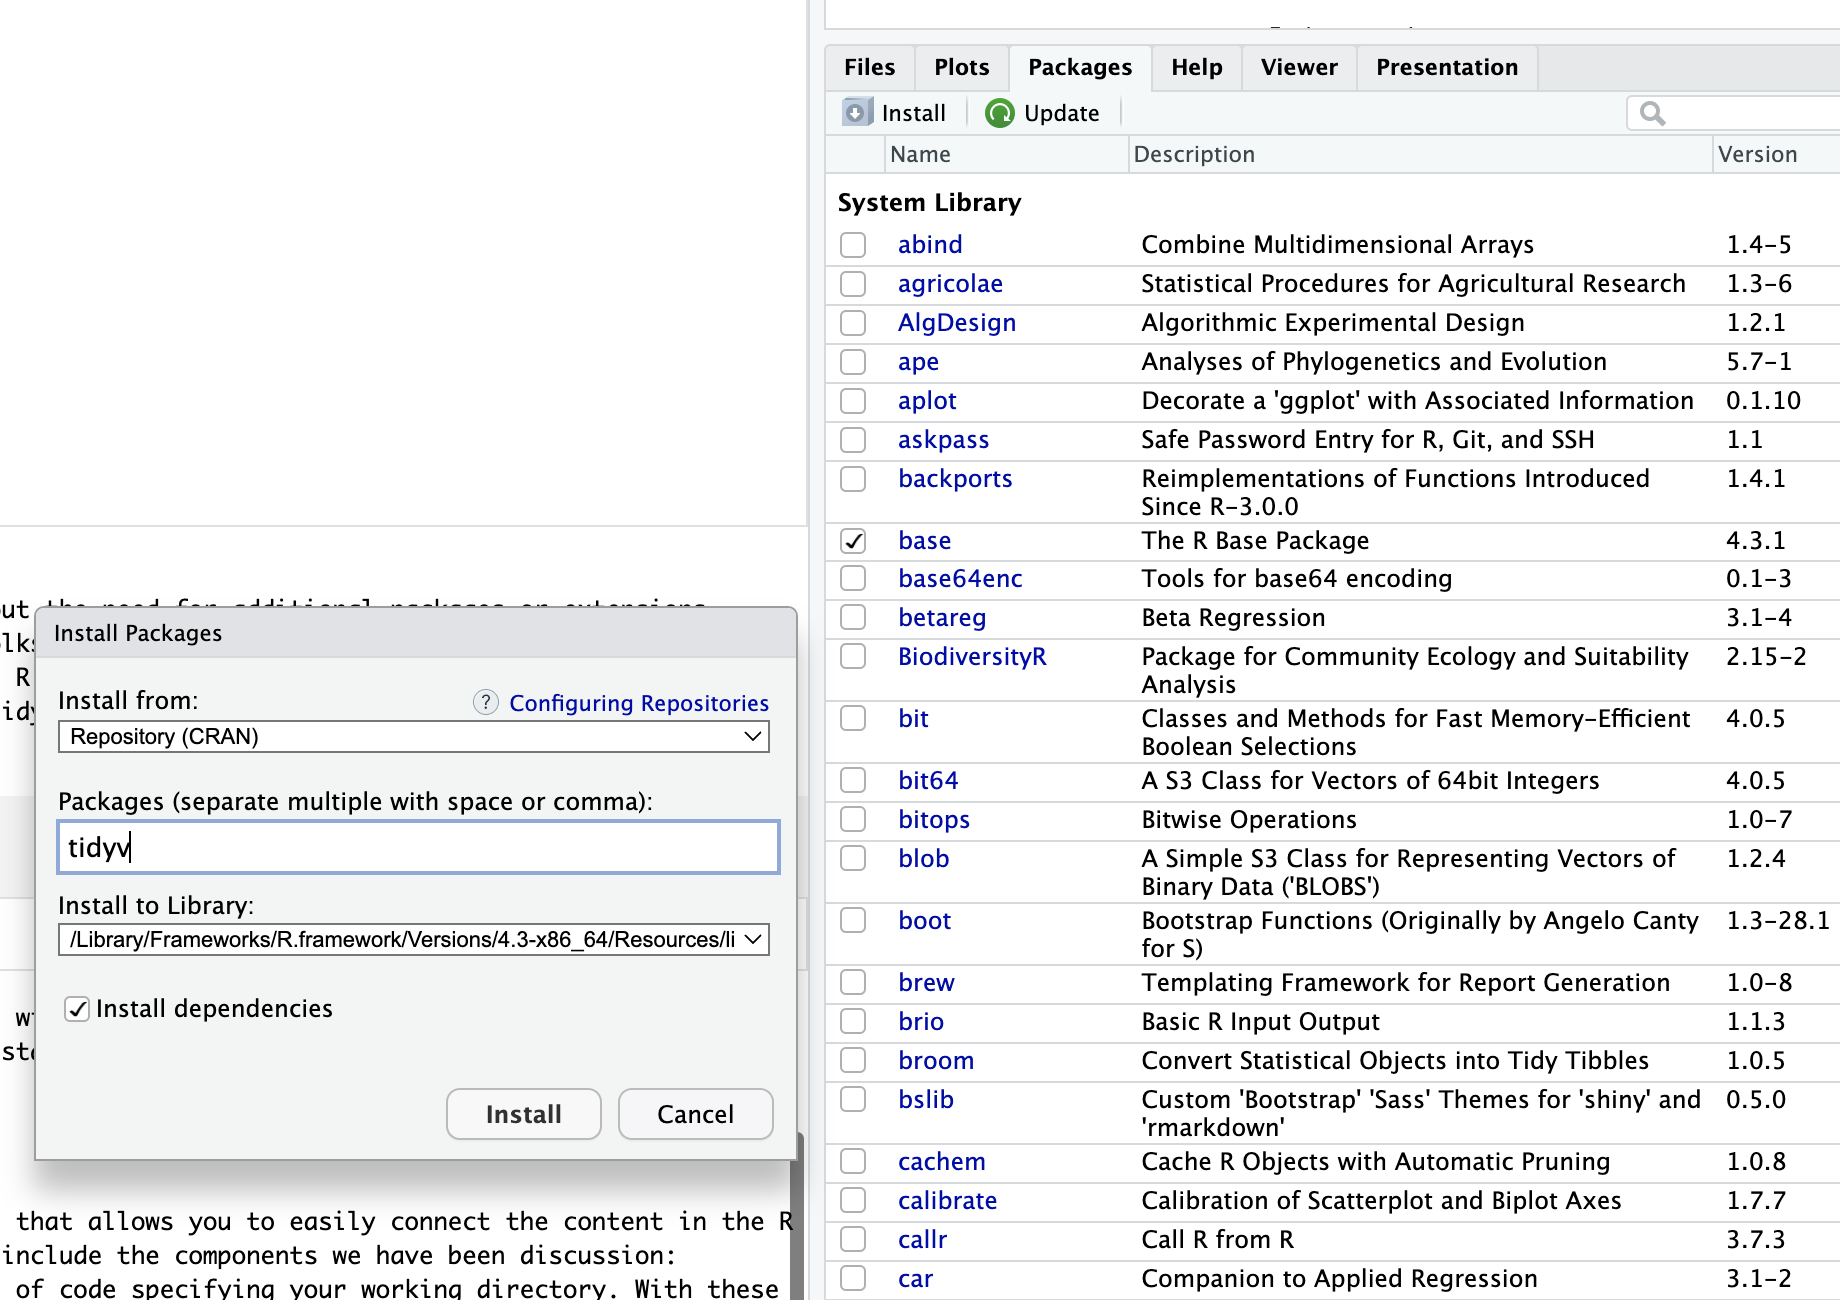 Files Plots Packages Help Viewer Presentation
Install Update
Name Description Version
System Library
abind Combine Multidimensional Arrays 1.4-5
agricolae Statistical Procedures for Agricultural Research 1.3-6
AlgDesign Algorithmic Experimental Design 1.2.1
ape Analyses of Phylogenetics and Evolution 5.7-1
aplot Decorate a 'ggplot' with Associated Information 0.1.10
askpass Safe Password Entry for R, Git, and SSH 1.1
backports Reimplementations of Functions Introduced 1.4.1
Since R-3.0.0
base The R Base Package 4.3.1
base64enc Tools for base64 encoding 0.1-3
betareg Beta Regression 3.1-4
BiodiversityR Package for Community Ecology and Suitability 2.15-2
Analysis
bit Classes and Methods for Fast Memory-Efficient 4.0.5
Boolean Selections
bit64 A S3 Class for Vectors of 64bit Integers 4.0.5
bitops Bitwise Operations 1.0-7
blob A Simple S3 Class for Representing Vectors of 1.2.4
Binary Data ('BLOBS')
boot Bootstrap Functions (Originally by Angelo Canty 1.3-28.1
for S)
brew Templating Framework for Report Generation 1.0-8
brio Basic R Input Output 1.1.3
broom Convert Statistical Objects into Tidy Tibbles 1.0.5
bslib Custom 'Bootstrap' 'Sass' Themes for 'shiny' and 0.5.0
'rmarkdown'
cachem Cache R Objects with Automatic Pruning 1.0.8
calibrate Calibration of Scatterplot and Biplot Axes 1.7.7
callr Call R from R 3.7.3
car Companion to Applied Regression 3.1-2
ut the need for additional packages or extensions
R
Install Packages
Install from: ? Configuring Repositories
Repository (CRAN)
Packages (separate multiple with space or comma):
tidyv
Install to Library:
/Library/Frameworks/R.framework/Versions/4.3-x86_64/Resources/li
Install dependencies
Install Cancel
that allows you to easily connect the content in the R
include the components we have been discussion:
of code specifying your working directory. With these